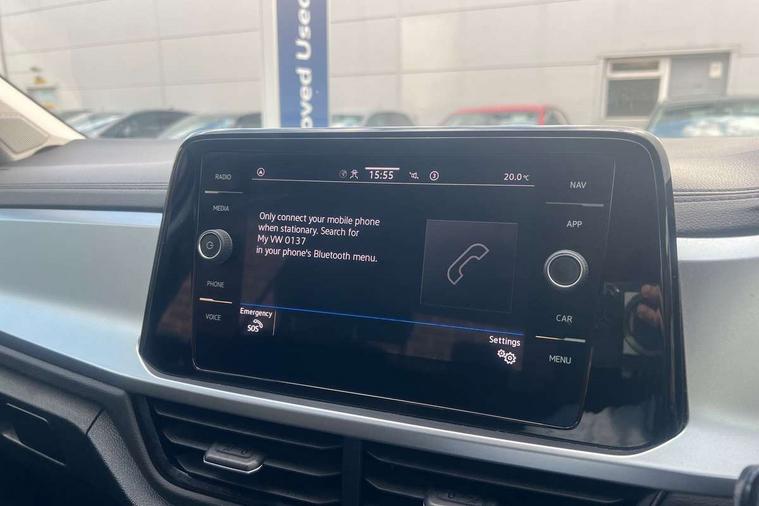 oved Used
RADIO
MEDIA
PHONE
VOICE
15:55
3
20.0°C
Only connect your mobile phone
when stationary. Search for
My VW 0137
in your phone's Bluetooth menu.
Emergency
SOS
Settings
NAV
APP
CAR
MENU